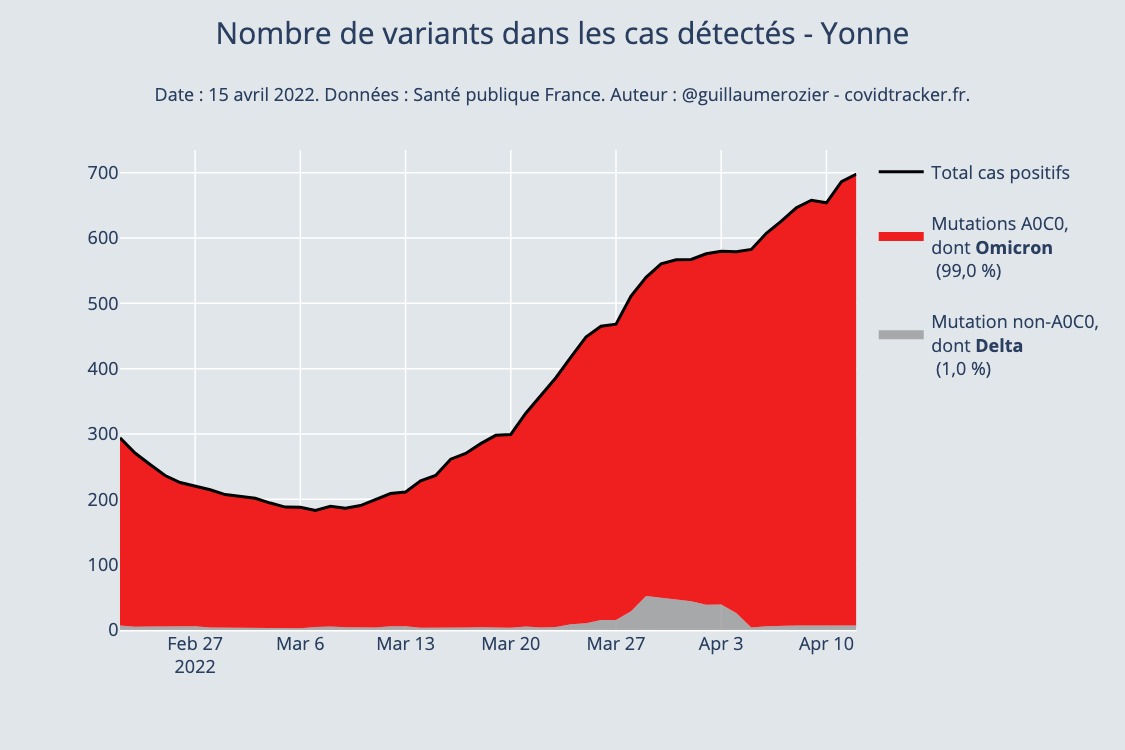 Nombre de variants dans les cas détectés - Yonne
Date : 15 avril 2022. Données : Santé publique France. Auteur : @guillaumerozier - covidtracker.fr.
700
600
500
400
300
200
100
0
Feb 27
2022
Mar 6
Mar 13
Mar 20
Mar 27
Apr 3
Apr 10
Total cas positifs
Mutations A0C0,
dont Omicron
(99,0 %)
Mutation non-A0C0,
dont Delta
(1,0 %)